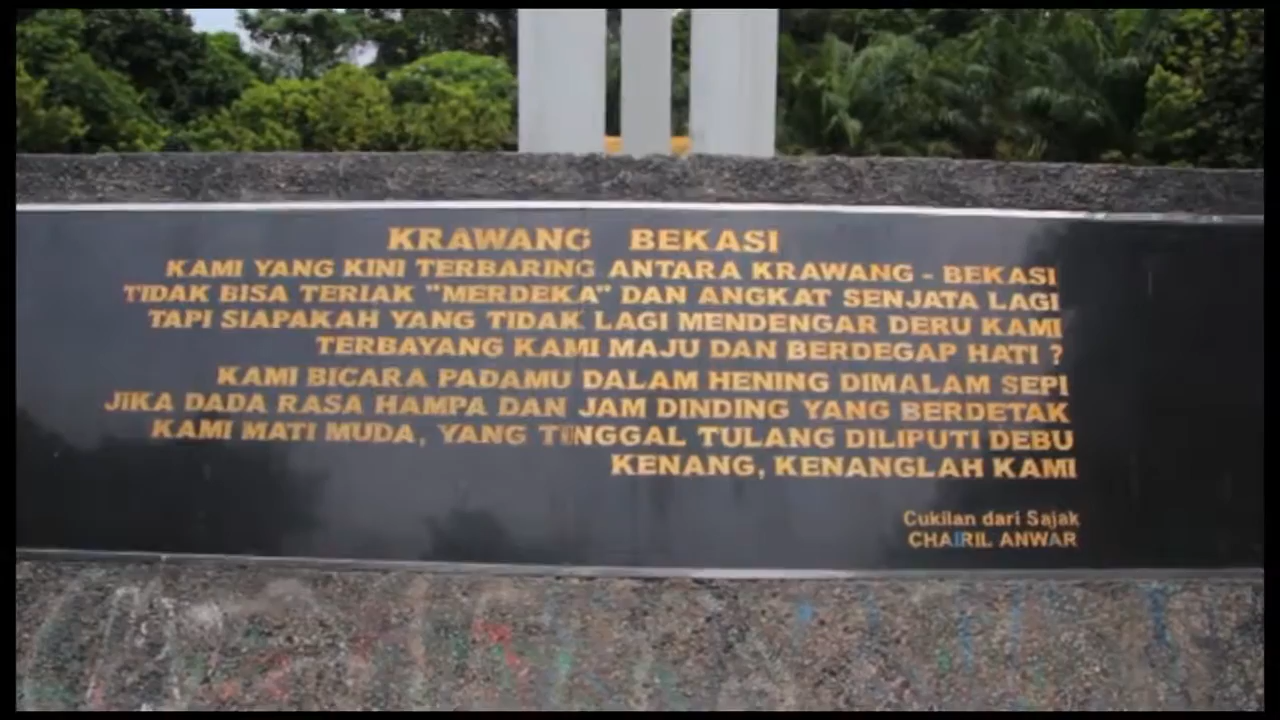 KRAWANG BEKASI
KAMI YANG KINI TERBARING ANTARA KRAWANG - BEKASI
TIDAK BISA TERIAK "MERDEKA" DAN ANGKAT SENJATA LAGI
TAPI SIAPAKAH YANG TIDAK LAGI MENDENGAR DERU KAMI
TERBAYANG KAMI MAJU DAN BERDEGAP HATI ?
KAMI BICARA PADAMU DALAM HENING DIMALAM SEPI
JIKA DADA RASA HAMPA DAN JAM DINDING YANG BERDETAK
KAMI MATI MUDA, YANG TINGGAL TULANG DILIPUTI DEBU
KENANG, KENANGLAH KAMI
Cukilan dari Sajak
CHAIRIL ANWAR